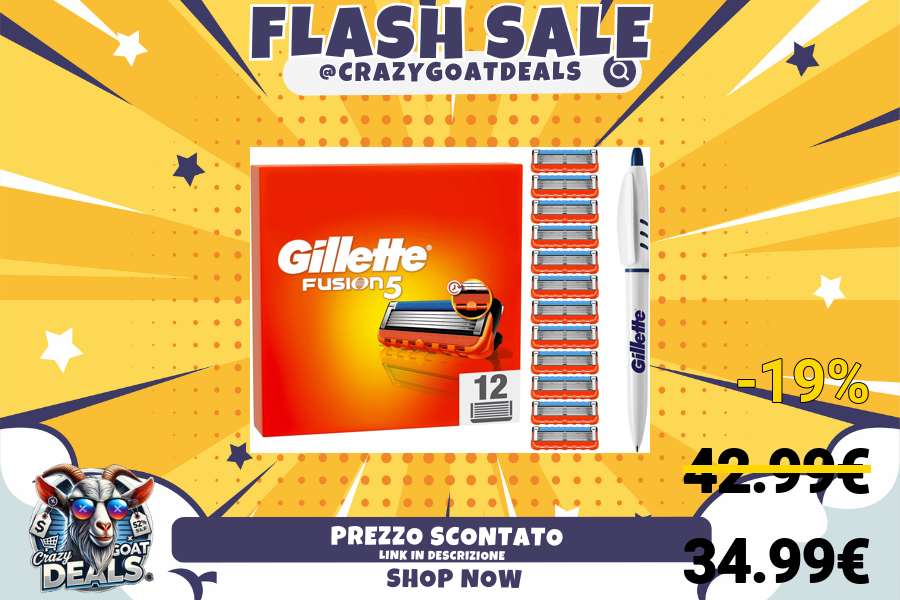 FLASH SALE
@CRAZYGOATDEALS
Gillette®
FUSION5
12
Gillette
-19%
42.99€
34.99€
PREZZO SCONTATO
LINK IN DESCRIZIONE
SHOP NOW
$
52%
Crazy
GOAT
DEALS